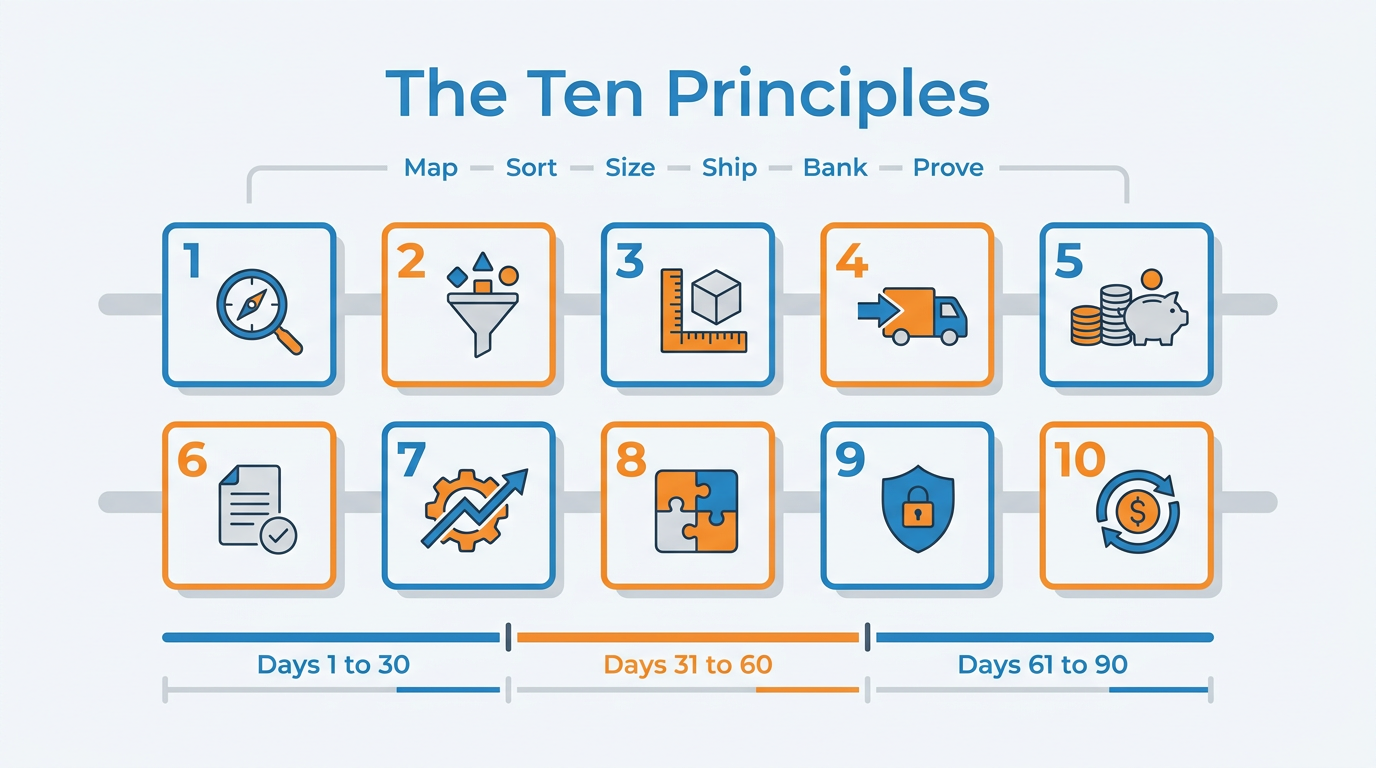 The Ten Principles
Map — Sort — Size — Ship — Bank — Prove
1
2
3
4
5
6
7
8
9
10
$
Days 1 to 30
Days 31 to 60
Days 61 to 90